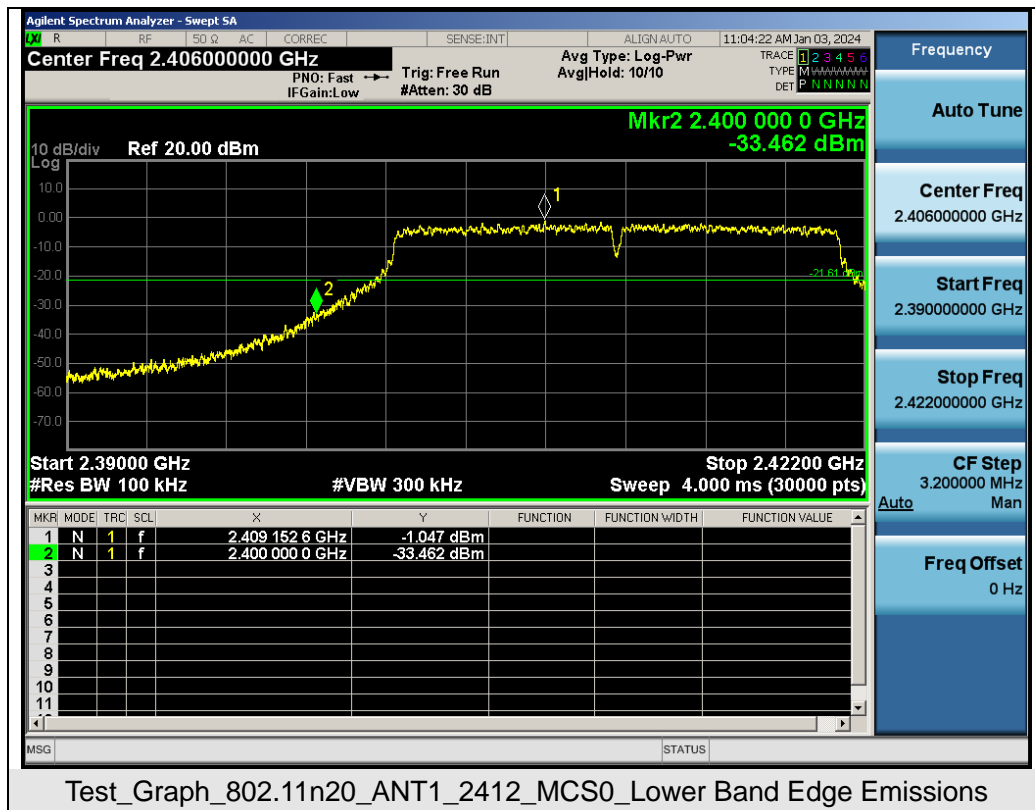 Agilent Spectrum Analyzer - Swept SA
LXI R RF 50 Ω AC CORREC SENSE:INT ALIGN AUTO 11:04:22 AM Jan 03, 2024
Center Freq 2.406000000 GHz
PNO: Fast
IFGain:Low
Trig: Free Run
#Atten: 30 dB
Avg Type: Log-Pwr
Avg|Hold: 10/10
TRACE 1 2 3 4 5 6
TYPE M
DET P N N N N N
Mkr2 2.400 000 0 GHz
-33.462 dBm
10 dB/div Ref 20.00 dBm
Log
10.0
0.00
-10.0
-20.0
-30.0
-40.0
-50.0
-60.0
-70.0
1
2
-21.61 dBm
Start 2.39000 GHz Stop 2.42200 GHz
#Res BW 100 kHz #VBW 300 kHz Sweep 4.000 ms (30000 pts)
MKR MODE TRC SCL X Y FUNCTION FUNCTION WIDTH FUNCTION VALUE
1 N 1 f 2.409 152 6 GHz -1.047 dBm
2 N 1 f 2.400 000 0 GHz -33.462 dBm
3
4
5
6
7
8
9
10
11
MSG STATUS
Frequency
Auto Tune
Center Freq
2.406000000 GHz
Start Freq
2.390000000 GHz
Stop Freq
2.422000000 GHz
CF Step
3.200000 MHz
Auto Man
Freq Offset
0 Hz
Test_Graph_802.11n20_ANT1_2412_MCS0_Lower Band Edge Emissions